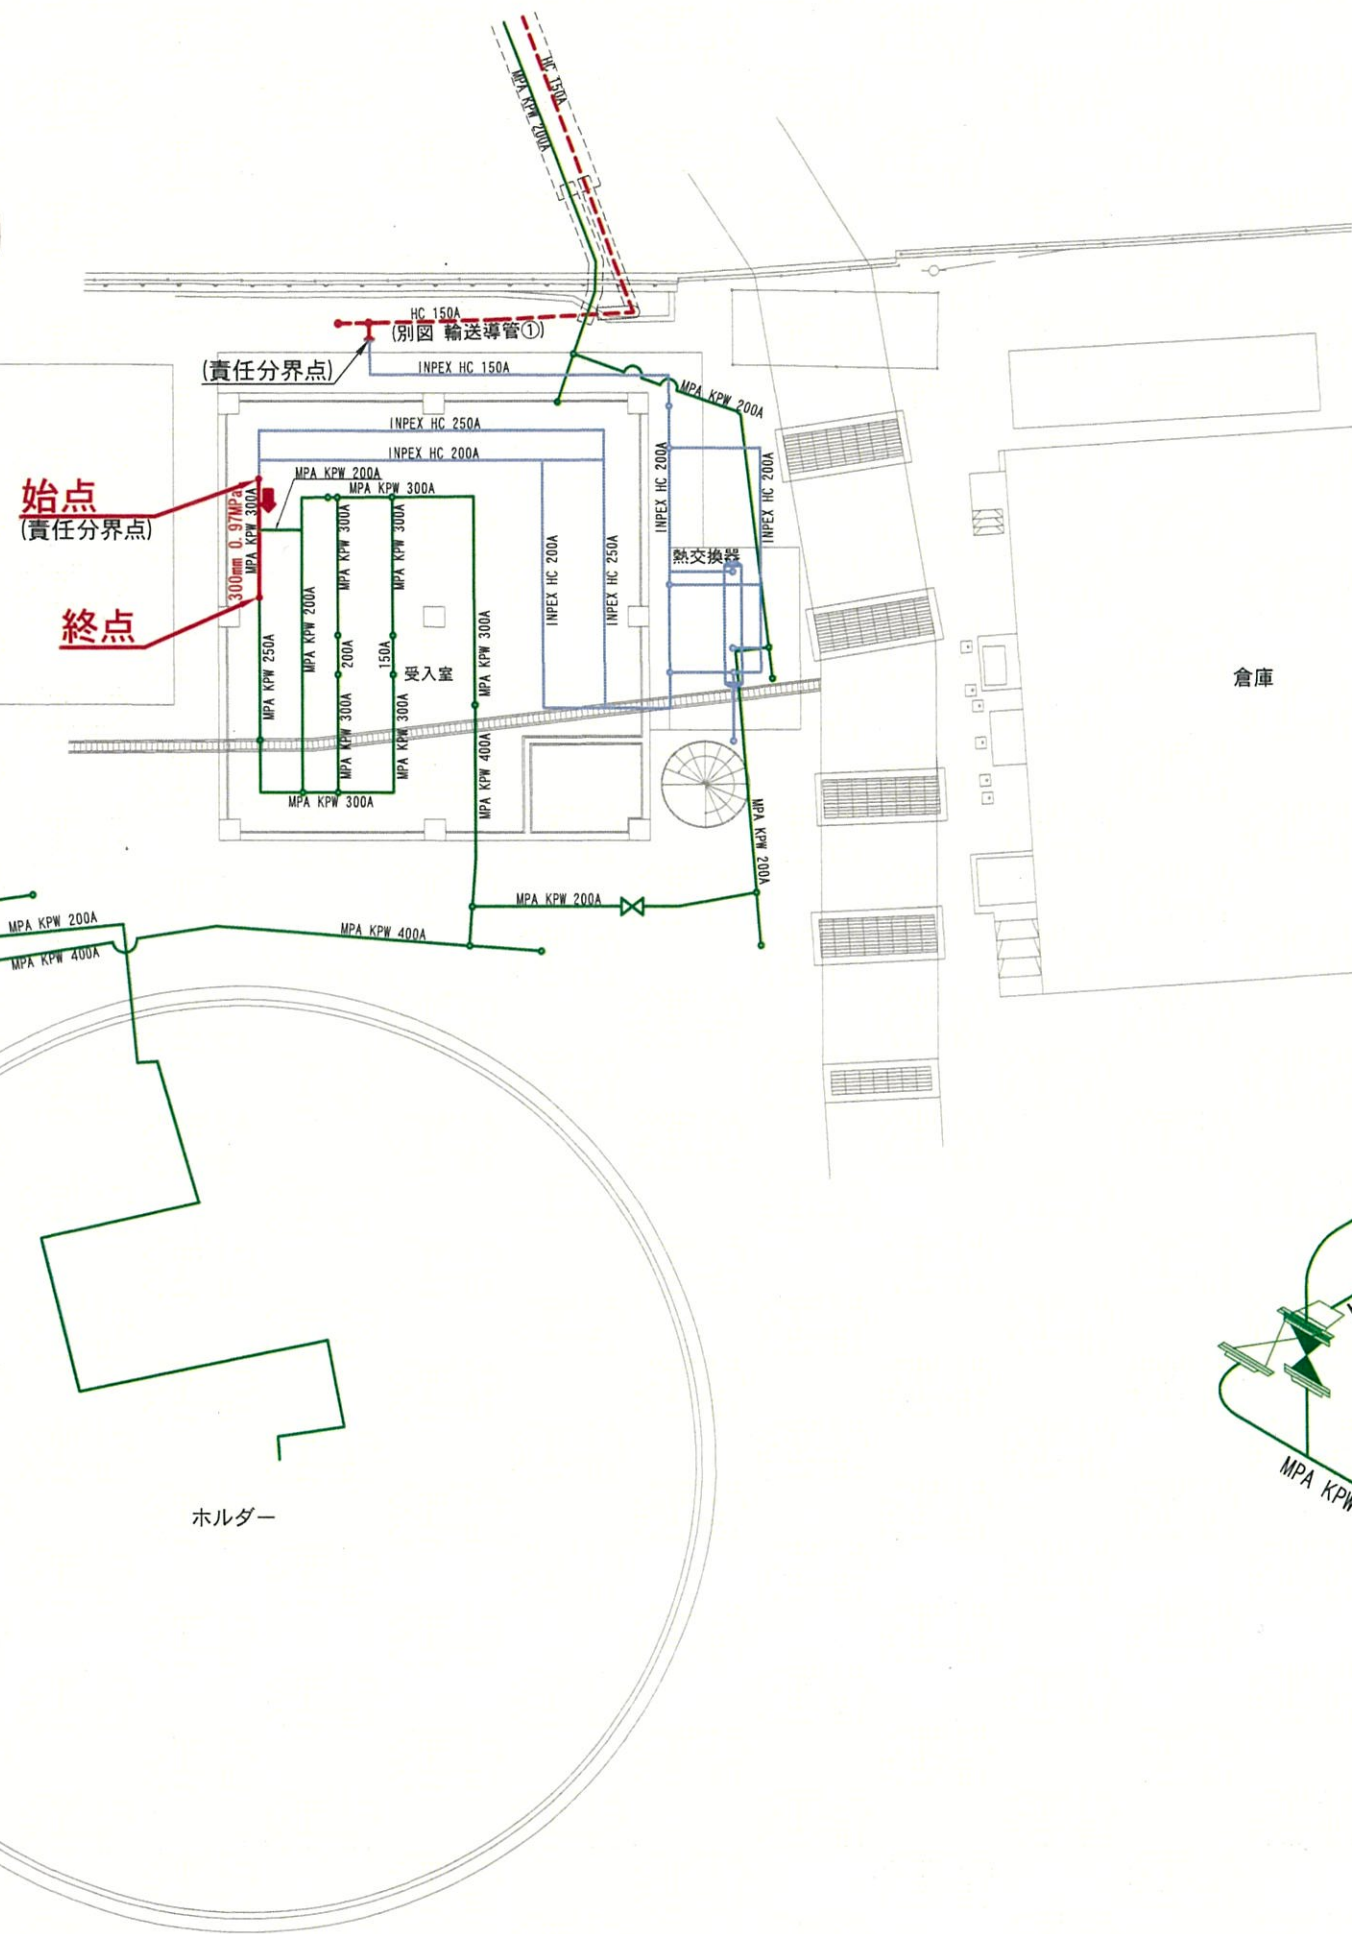 HC 150A
MPA KPW 200A
HC 150A
(別図 輸送導管①)
(責任分界点)
INPEX HC 150A
MPA KPW 200A
INPEX HC 250A
INPEX HC 200A
INPEX HC 200A
INPEX HC 200A
MPA KPW 200A
MPA KPW 300A
始点
(責任分界点)
300mm 0.97MPa
MPA KPW 300A
MPA KPW 300A
MPA KPW 300A
INPEX HC 200A
INPEX HC 250A
熱交換器
終点
MPA KPW 200A
MPA KPW 250A
200A
150A
受入室
MPA KPW 300A
倉庫
MPA KPW 300A
MPA KPW 300A
MPA KPW 400A
MPA KPW 300A
MPA KPW 200A
MPA KPW 200A
MPA KPW 200A
MPA KPW 400A
MPA KPW 400A
ホルダー
MPA KPW